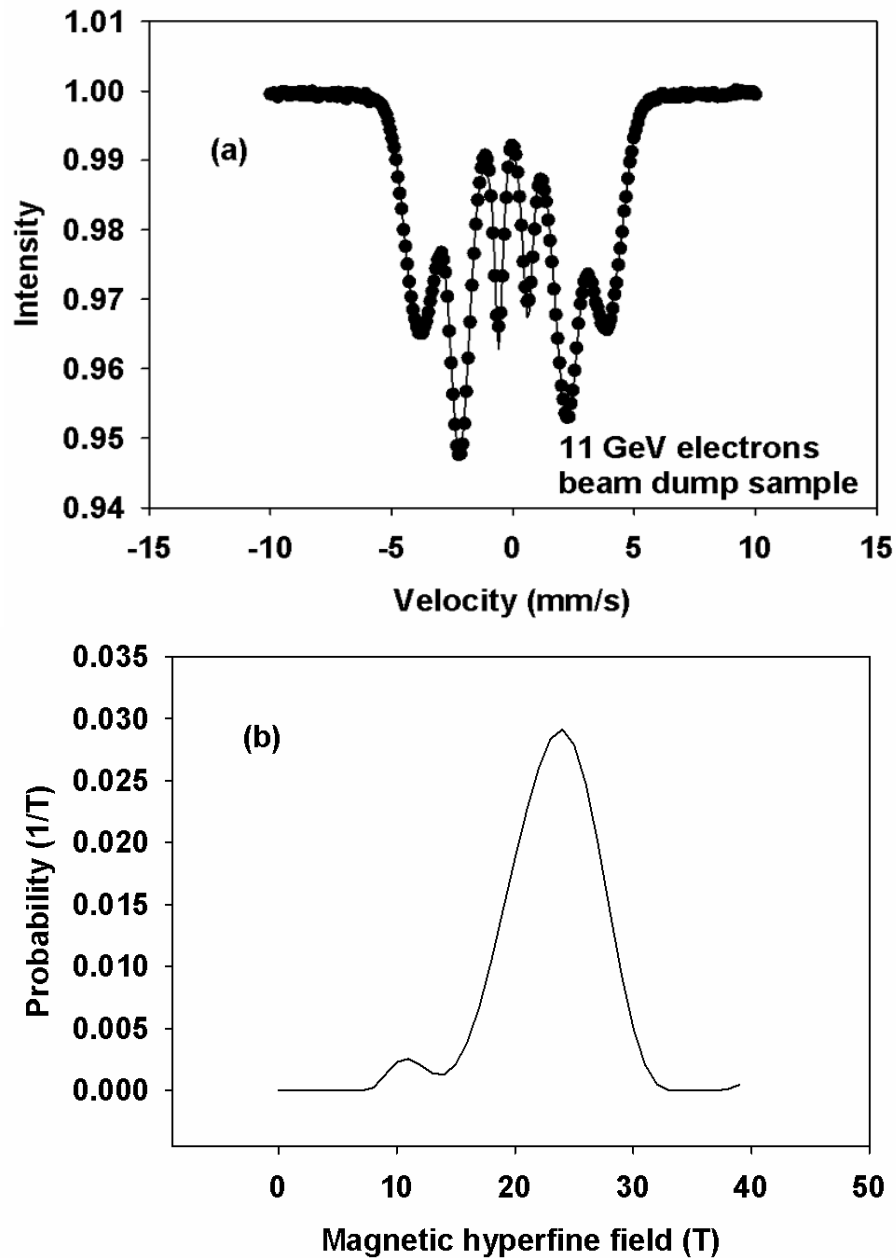 1.01
1.00
0.99
0.98
0.97
0.96
0.95
0.94
Intensity
(a)
11 GeV electrons
beam dump sample
-15 -10 -5 0 5 10 15
Velocity (mm/s)
0.035
0.030
0.025
0.020
0.015
0.010
0.005
0.000
Probability (1/T)
(b)
0 10 20 30 40 50
Magnetic hyperfine field (T)